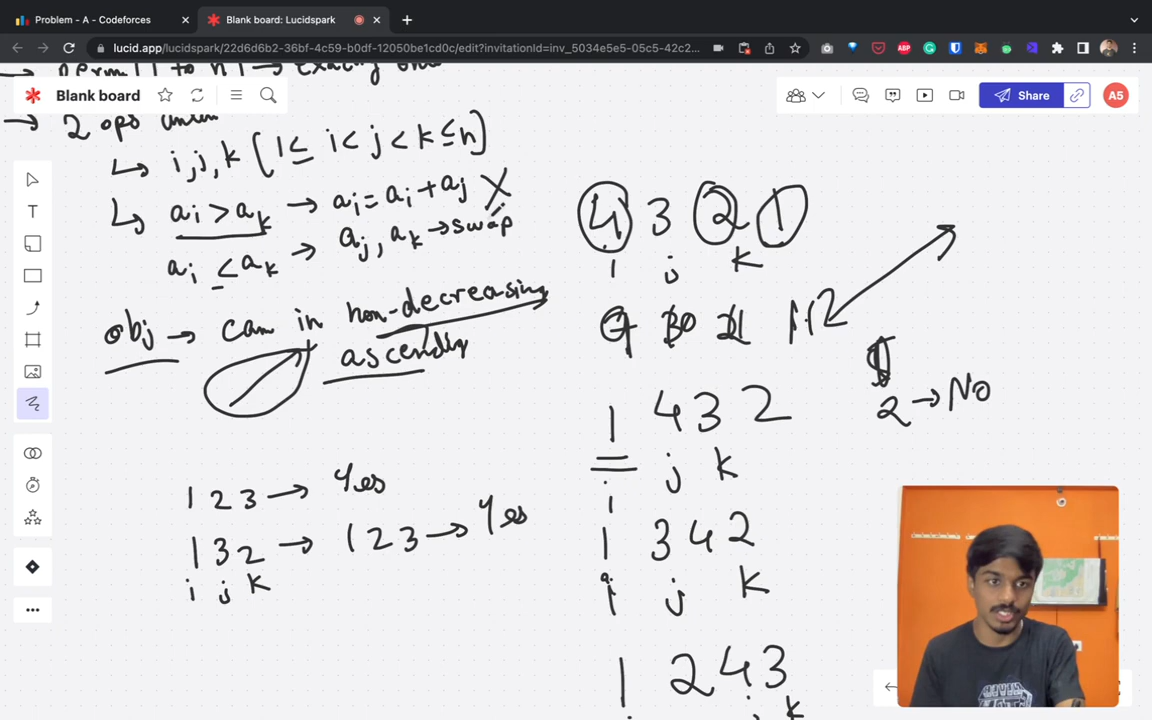 Problem - A - Codeforces
Blank board: Lucidspark
lucid.app/lucidspark/22d6d6b2-36bf-4c59-b0df-12050be1cd0c/edit?invitationId=inv_5034e5e5-05c5-42c2...
Blank board
Share
A5
→ 2 ops
↳ i,j,k [1 ≤ i < j < k ≤ n]
↳ ai > ak → ai = ai + aj X
ai ≤ ak → aj, ak → swap
obj → can in non-decreasing
ascending
1 2 3 → Yes
1 3 2 → 1 2 3 → Yes
i j k
4 3 2 1
i j k
1 4 3 2
i j k
1 3 4 2
i j k
1 2 4 3
i j k
2 → No